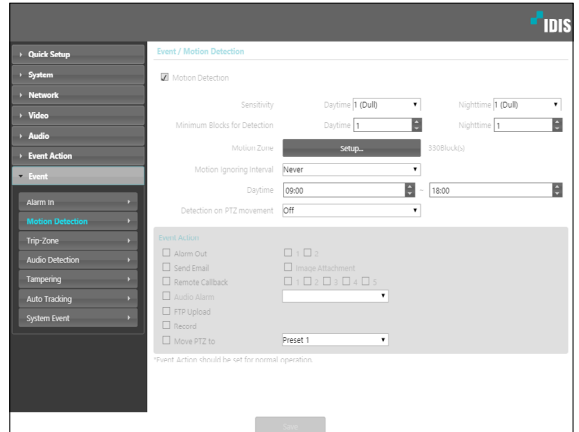 IDIS
Quick Setup
System
Network
Video
Audio
Event Action
Event
Alarm In
Motion Detection
Trip-Zone
Audio Detection
Tampering
Auto Tracking
System Event
Event / Motion Detection
Motion Detection
Sensitivity Daytime 1 (Dull) Nighttime 1 (Dull)
Minimum Blocks for Detection Daytime 1 Nighttime 1
Motion Zone Setup... 330Block(s)
Motion Ignoring Interval Never
Daytime 09:00 ~ 18:00
Detection on PTZ movement Off
Event Action
Alarm Out 1 2
Send Email Image Attachment
Remote Callback 1 2 3 4 5
Audio Alarm
FTP Upload
Record
Move PTZ to Preset 1
*Event Action should be set for normal operation
Save